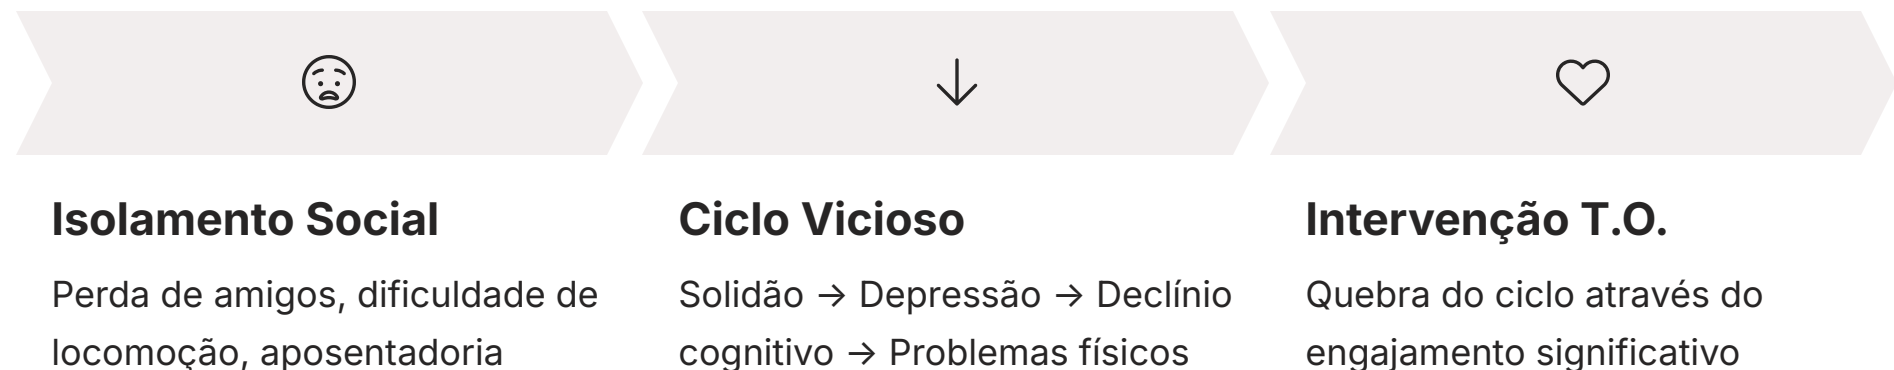 Isolamento Social
Perda de amigos, dificuldade de
locomoção, aposentadoria
Ciclo Vicioso
Solidão → Depressão → Declínio
cognitivo → Problemas físicos
Intervenção T.O.
Quebra do ciclo através do
engajamento significativo